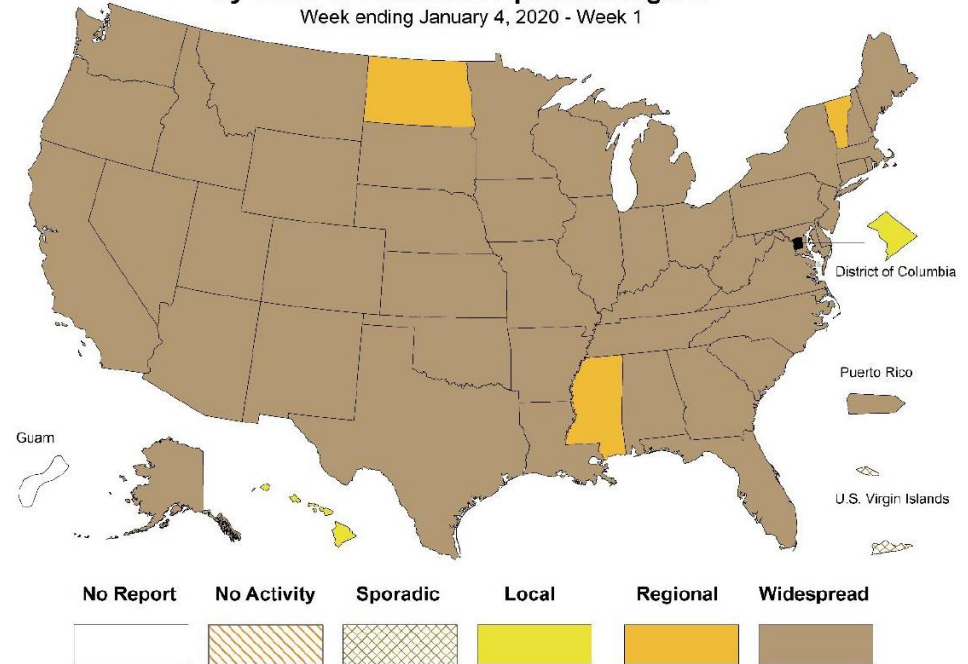 Week ending January 4, 2020 - Week 1
District of Columbia
Puerto Rico
Guam
U.S. Virgin Islands
No Report No Activity Sporadic Local Regional Widespread